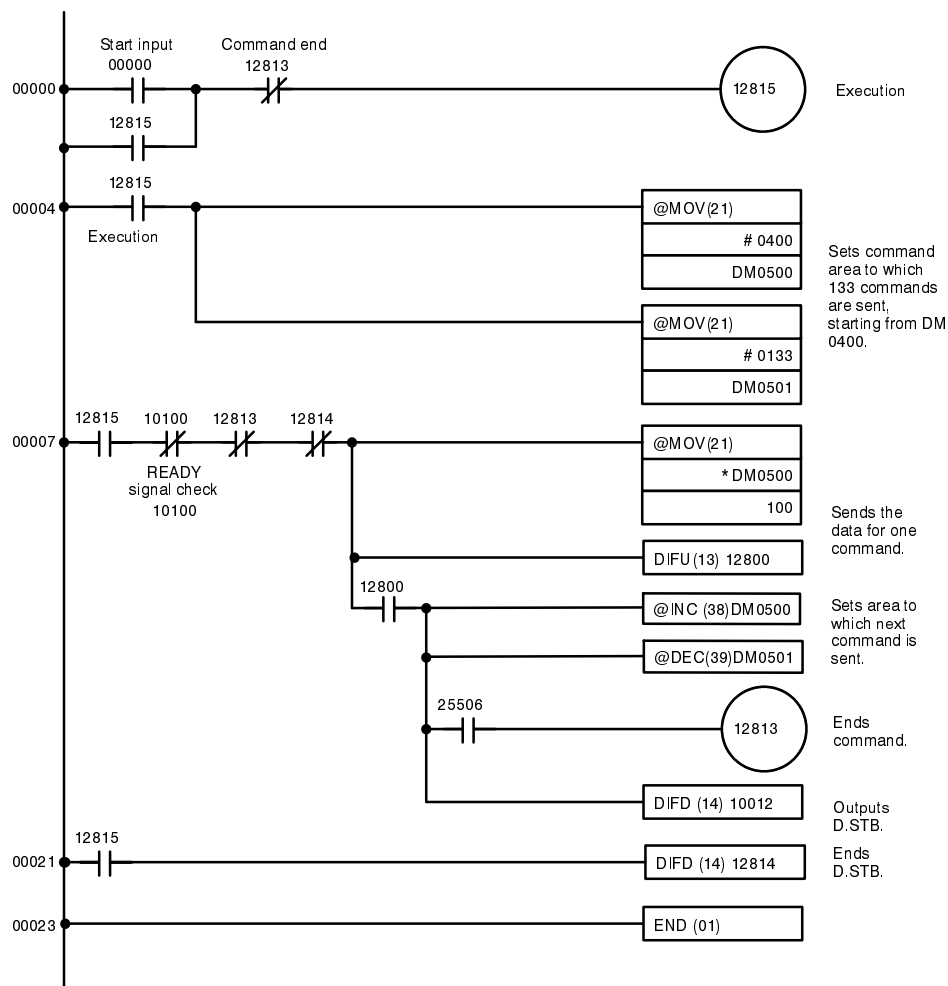 Start input
00000
Command end
12813
00000
12815
Execution
12815
12815
00004
Execution
@MOV(21)
# 0400
DM0500
@MOV(21)
# 0133
DM0501
Sets command
area to which
133 commands
are sent,
starting from DM
0400.
12815
10100
12813
12814
00007
READY
signal check
10100
@MOV(21)
*DM0500
100
Sends the
data for one
command.
DIFU(13) 12800
12800
@INC (38)DM0500
@DEC(39)DM0501
Sets area to
which next
command is
sent.
25506
12813
Ends
command.
DIFD (14) 10012
Outputs
D.STB.
12815
00021
DIFD (14) 12814
Ends
D.STB.
00023
END (01)